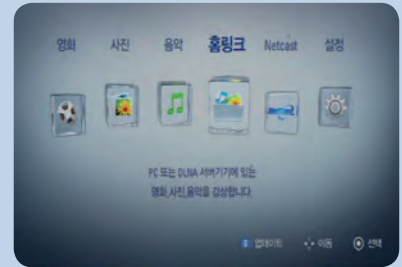 영화 사진 음악 홈링크 Netcast 설정
PC 또는 DLNA 서버기기에 있는
영화,사진,음악을 감상합니다.
업데이트 이동 선택